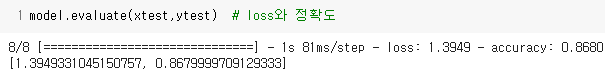 1 model.evaluate(xtest,ytest) # loss와 정확도
8/8 [==============================] - 1s 81ms/step - loss: 1.3949 - accuracy: 0.8680
[1.3949331045150757, 0.8679999709129333]